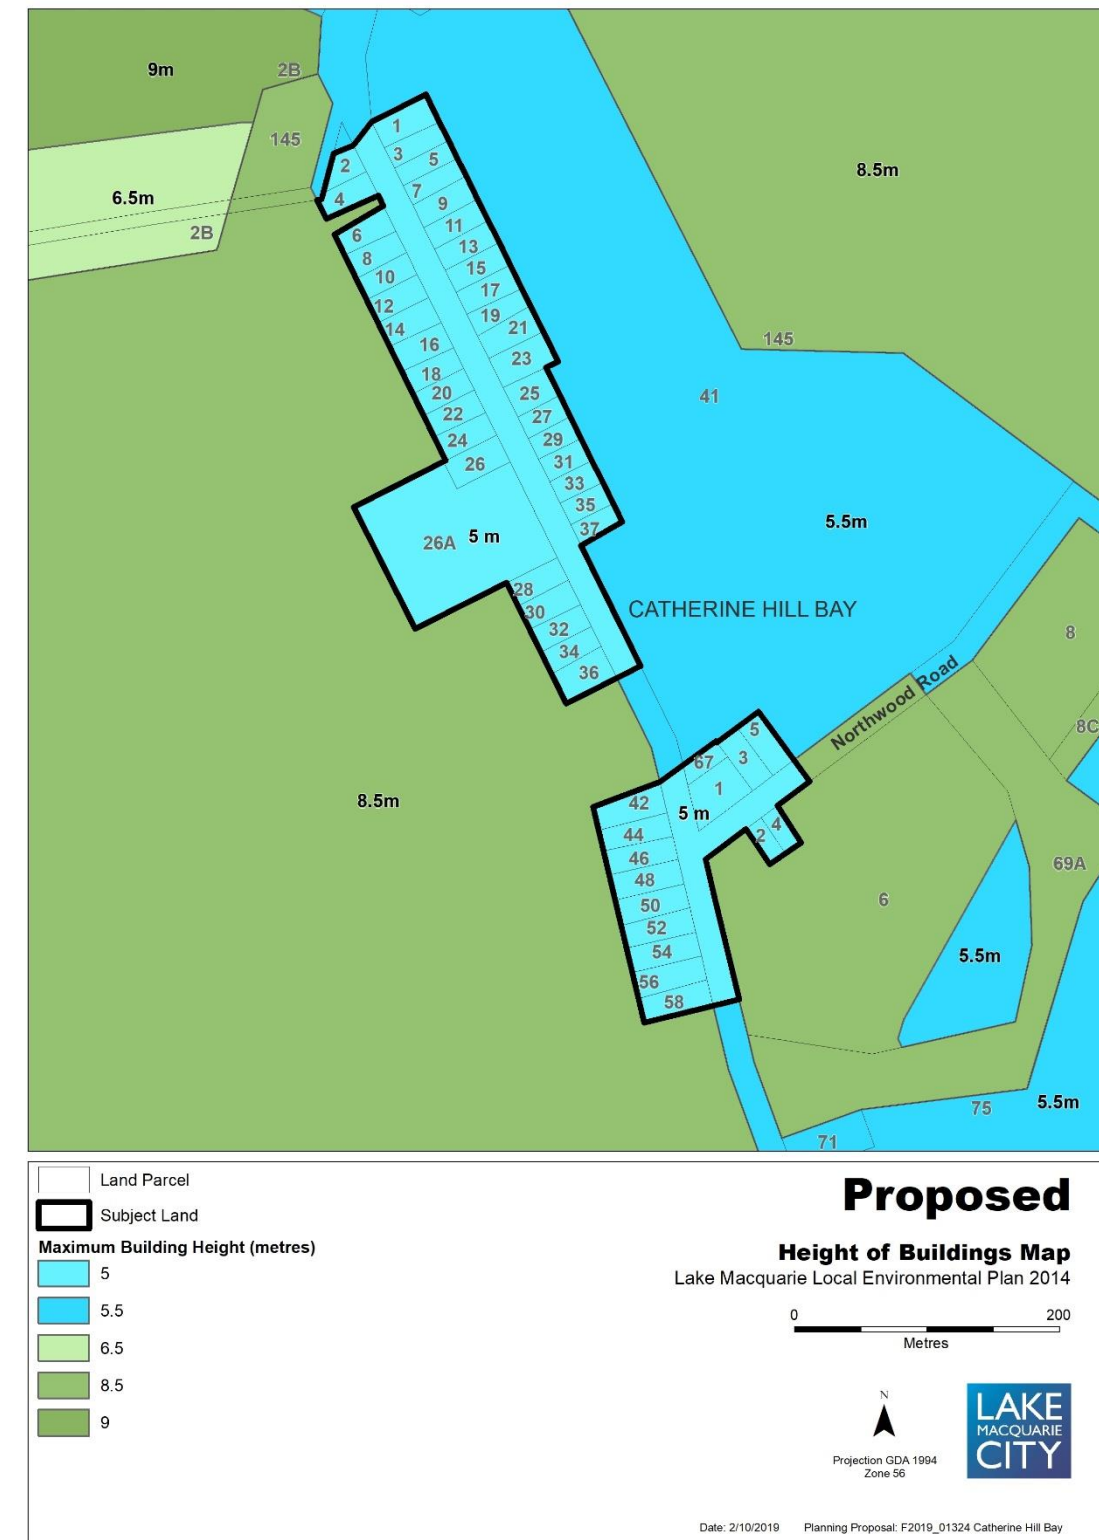 9m
2B
145
6.5m
2B
8.5m
1
3
5
2
4
7
9
11
13
15
17
19
21
23
6
8
10
12
14
16
18
20
22
24
26
25
27
29
31
33
35
37
145
41
5.5m
26A
5 m
28
30
32
34
36
CATHERINE HILL BAY
8
8C
Northwood Road
8.5m
67
5
3
1
5 m
2
4
42
44
46
48
50
52
54
56
58
6
69A
5.5m
5.5m
75
71
Land Parcel
Subject Land
Maximum Building Height (metres)
5
5.5
6.5
8.5
9
Proposed
Height of Buildings Map
Lake Macquarie Local Environmental Plan 2014
0 200
Metres
N
Projection GDA 1994
Zone 56
LAKE
MACQUARIE
CITY
Date: 2/10/2019 Planning Proposal: F2019_01324 Catherine Hill Bay